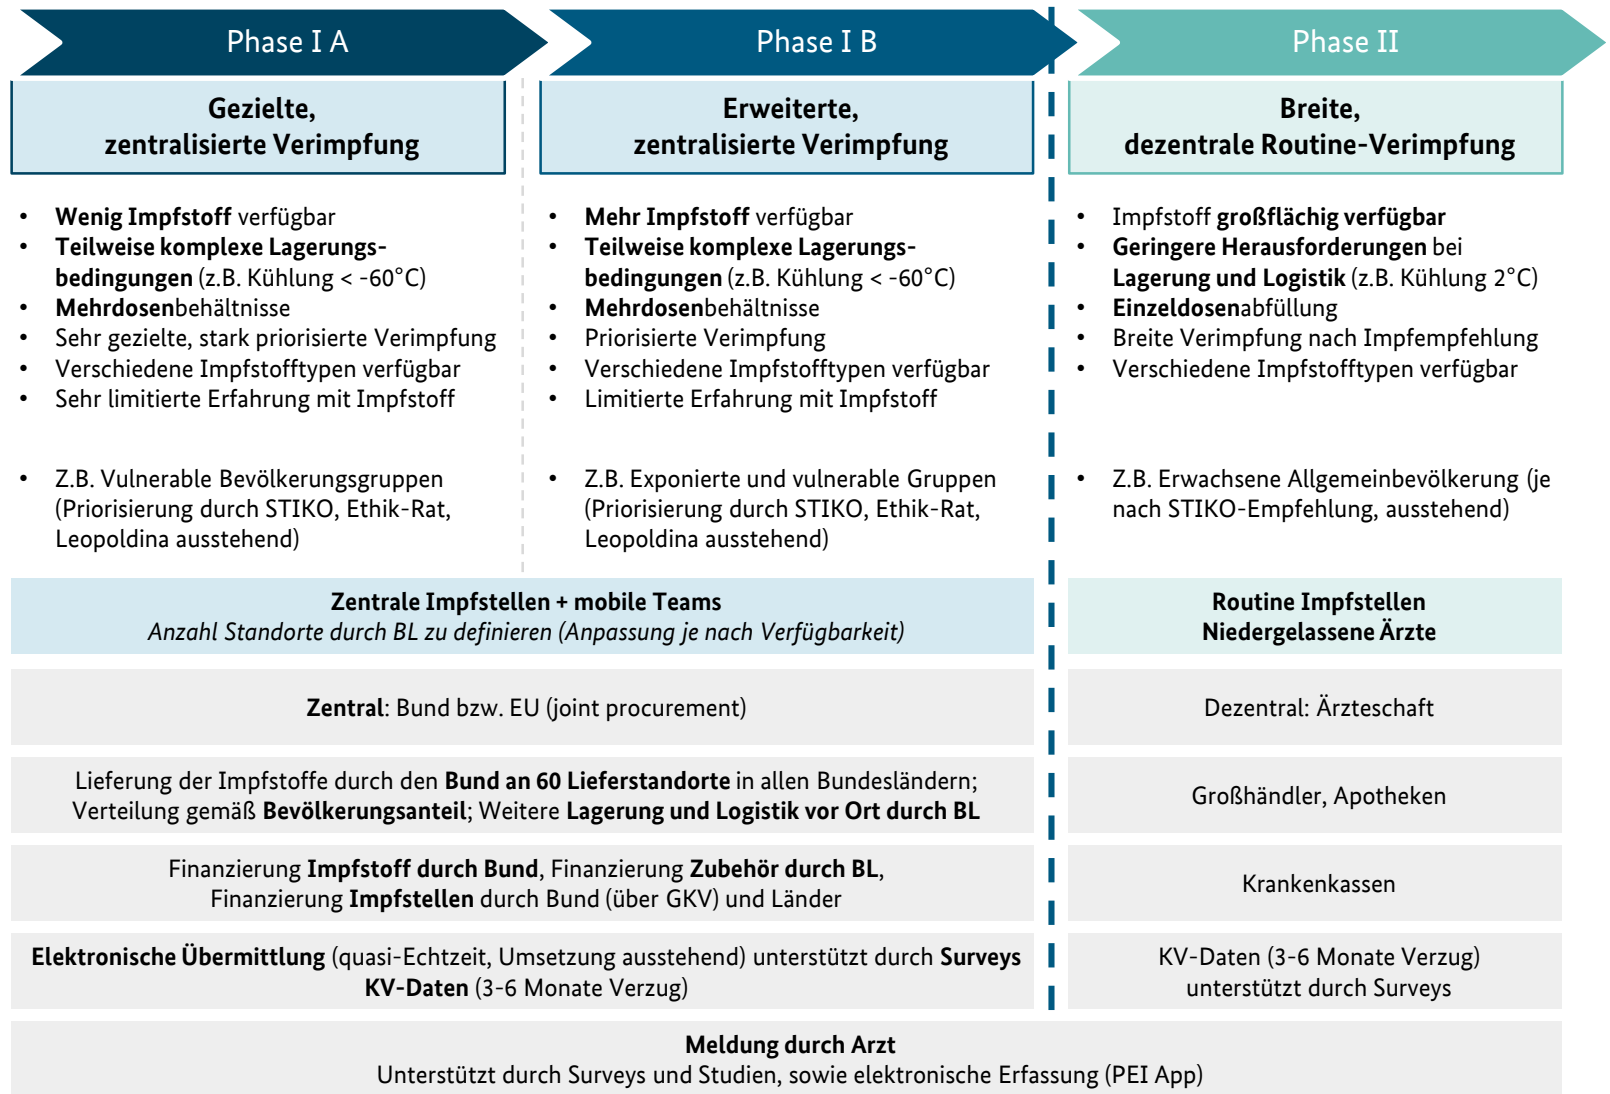 Phase I A
Phase I B
Phase II
Gezielte,
zentralisierte Verimpfung
Erweiterte,
zentralisierte Verimpfung
Breite,
dezentrale Routine-Verimpfung
• Wenig Impfstoff verfügbar
• Teilweise komplexe Lagerungs-
bedingungen (z.B. Kühlung < -60°C)
• Mehrdosenbehältnisse
• Sehr gezielte, stark priorisierte Verimpfung
• Verschiedene Impfstofftypen verfügbar
• Sehr limitierte Erfahrung mit Impfstoff
• Z.B. Vulnerable Bevölkerungsgruppen
(Priorisierung durch STIKO, Ethik-Rat,
Leopoldina ausstehend)
• Mehr Impfstoff verfügbar
• Teilweise komplexe Lagerungs-
bedingungen (z.B. Kühlung < -60°C)
• Mehrdosenbehältnisse
• Priorisierte Verimpfung
• Verschiedene Impfstofftypen verfügbar
• Limitierte Erfahrung mit Impfstoff
• Z.B. Exponierte und vulnerable Gruppen
(Priorisierung durch STIKO, Ethik-Rat,
Leopoldina ausstehend)
• Impfstoff großflächig verfügbar
• Geringere Herausforderungen bei
Lagerung und Logistik (z.B. Kühlung 2°C)
• Einzeldosenabfüllung
• Breite Verimpfung nach Impfempfehlung
• Verschiedene Impfstofftypen verfügbar
• Z.B. Erwachsene Allgemeinbevölkerung (je
nach STIKO-Empfehlung, ausstehend)
Zentrale Impfstellen + mobile Teams
Anzahl Standorte durch BL zu definieren (Anpassung je nach Verfügbarkeit)
Routine Impfstellen
Niedergelassene Ärzte
Zentral: Bund bzw. EU (joint procurement)
Dezentral: Ärzteschaft
Lieferung der Impfstoffe durch den Bund an 60 Lieferstandorte in allen Bundesländern;
Verteilung gemäß Bevölkerungsanteil; Weitere Lagerung und Logistik vor Ort durch BL
Großhändler, Apotheken
Finanzierung Impfstoff durch Bund, Finanzierung Zubehör durch BL,
Finanzierung Impfstellen durch Bund (über GKV) und Länder
Krankenkassen
Elektronische Übermittlung (quasi-Echtzeit, Umsetzung ausstehend) unterstützt durch Surveys
KV-Daten (3-6 Monate Verzug)
KV-Daten (3-6 Monate Verzug)
unterstützt durch Surveys
Meldung durch Arzt
Unterstützt durch Surveys und Studien, sowie elektronische Erfassung (PEI App)